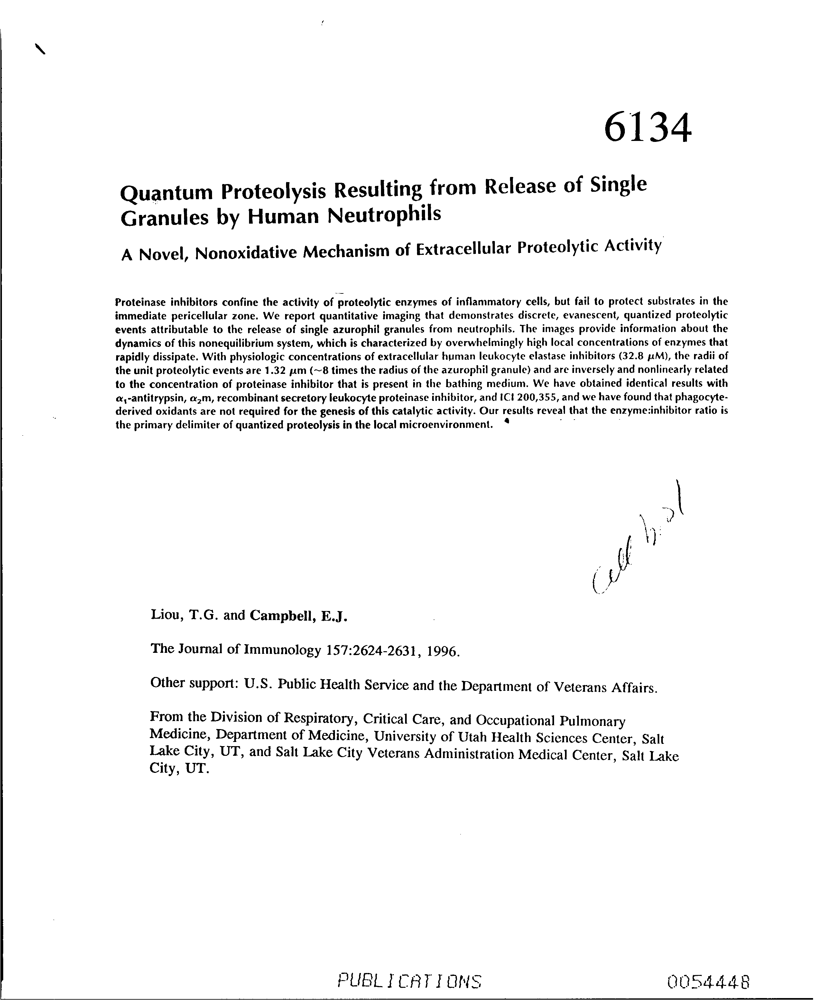 6134
Quantum Proteolysis Resulting from Release of Single
Granules by Human Neutrophils
A Novel, Nonoxidative Mechanism of Extracellular Proteolytic Activity
Proteinase inhibitors confine the activity of proteolytic enzymes of inflammatory cells, but fail to protect substrates in the
immediate pericellular zone. We report quantitative imaging that demonstrates discrete, evanescent, quantized proteolytic
events attributable to the release of single azurophil granules from neutrophils. The images provide information about the
dynamics of this nonequilibrium system, which is characterized by overwhelmingly high local concentrations of enzymes that
rapidly dissipate. With physiologic concentrations of extracellular human leukocyte elastase inhibitors (32.8 μM), the radii of
the unit proteolytic events are 1.32 μm (~8 times the radius of the azurophil granule) and are inversely and nonlinearly related
to the concentration of proteinase inhibitor that is present in the bathing medium. We have obtained identical results with
α₁-antitrypsin, α₂m, recombinant secretory leukocyte proteinase inhibitor, and ICI 200,355, and we have found that phagocyte-
derived oxidants are not required for the genesis of this catalytic activity. Our results reveal that the enzyme:inhibitor ratio is
the primary delimiter of quantized proteolysis in the local microenvironment.
Cell biol
Liou, T.G. and Campbell, E.J.
The Journal of Immunology 157:2624-2631, 1996.
Other support: U.S. Public Health Service and the Department of Veterans Affairs.
From the Division of Respiratory, Critical Care, and Occupational Pulmonary
Medicine, Department of Medicine, University of Utah Health Sciences Center, Salt
Lake City, UT, and Salt Lake City Veterans Administration Medical Center, Salt Lake
City, UT.
PUBLICATIONS
0054448